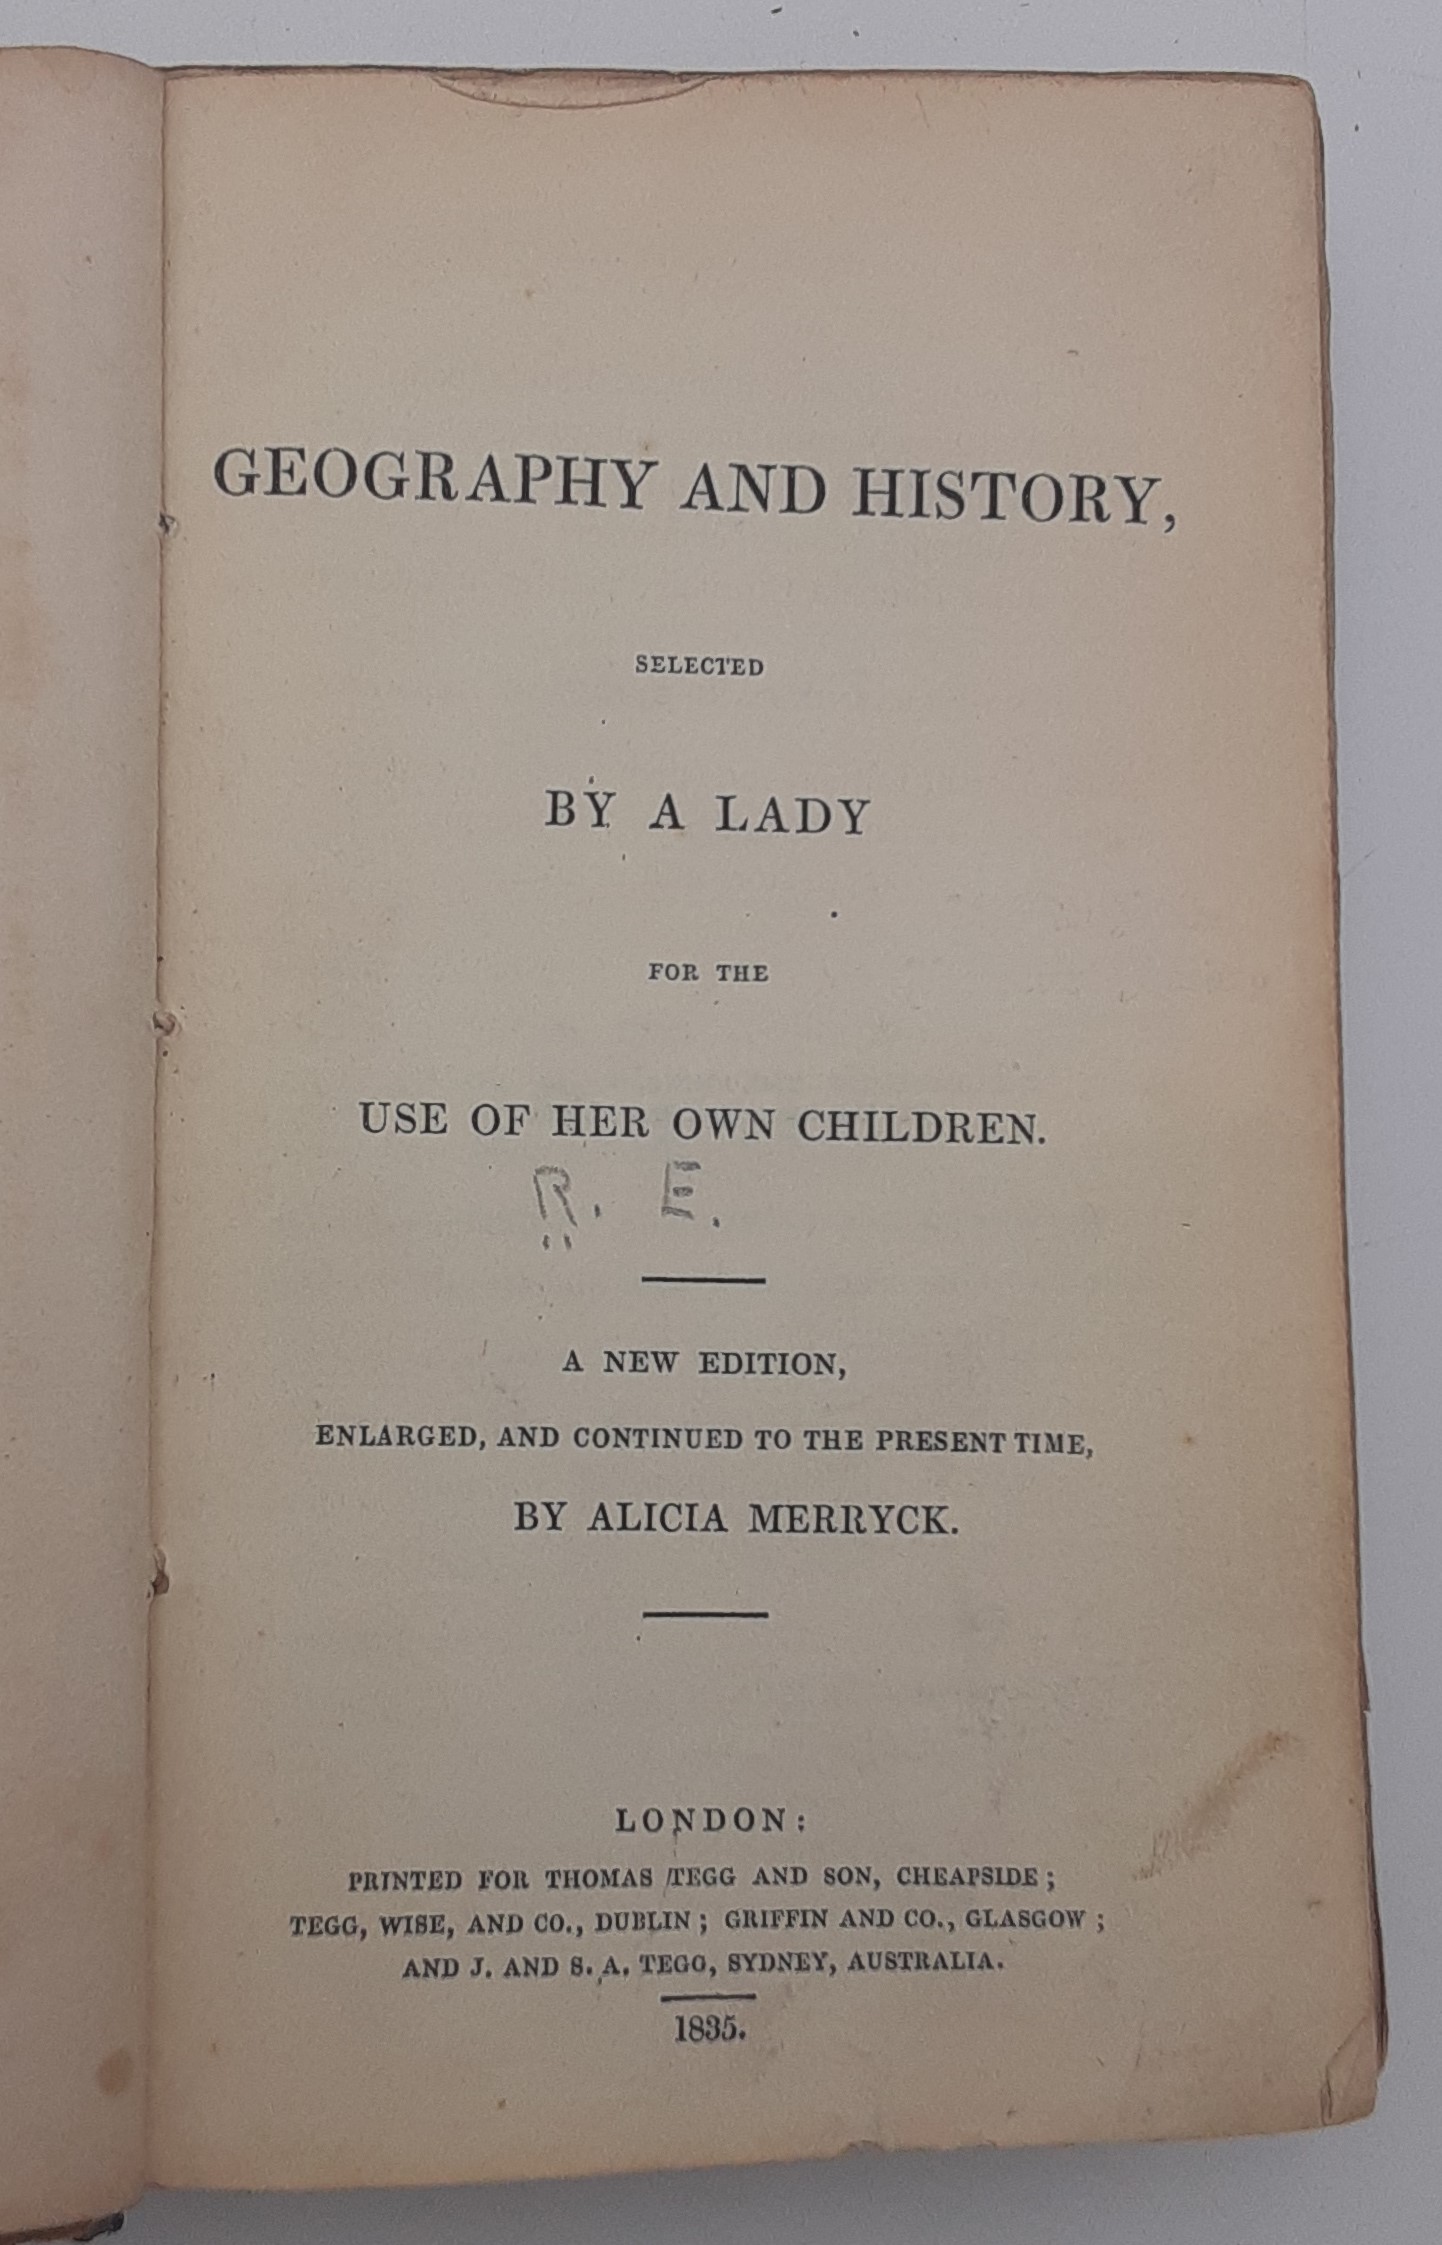 GEOGRAPHY AND HISTORY,
SELECTED
BY A LADY
FOR THE
USE OF HER OWN CHILDREN.
R. E.
A NEW EDITION,
ENLARGED, AND CONTINUED TO THE PRESENT TIME,
BY ALICIA MERRYCK.
LONDON:
PRINTED FOR THOMAS TEGG AND SON, CHEAPSIDE;
TEGG, WISE, AND CO., DUBLIN; GRIFFIN AND CO., GLASGOW;
AND J. AND S. A. TEGG, SYDNEY, AUSTRALIA.
1835.